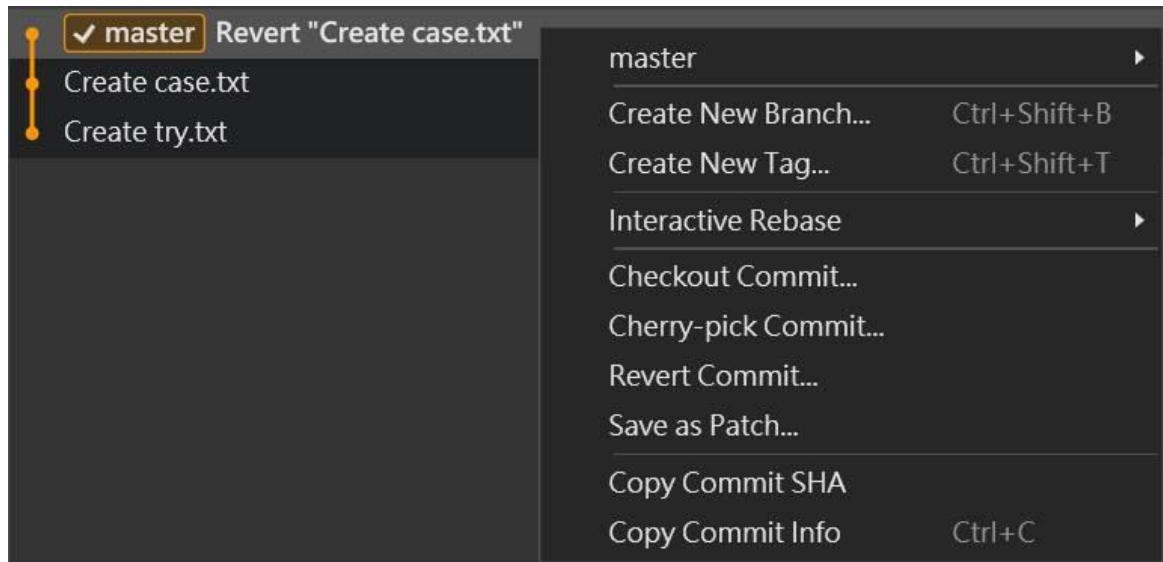 master Revert "Create case.txt"
Create case.txt
Create try.txt
master
Create New Branch... Ctrl+Shift+B
Create New Tag... Ctrl+Shift+T
Interactive Rebase
Checkout Commit...
Cherry-pick Commit...
Revert Commit...
Save as Patch...
Copy Commit SHA
Copy Commit Info Ctrl+C